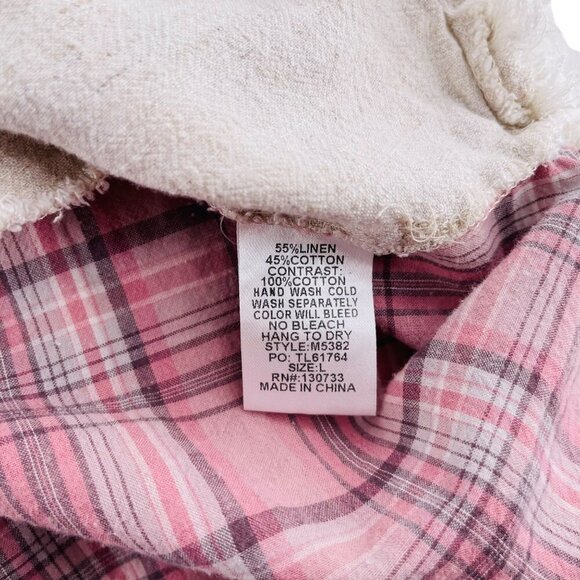 55%LINEN
45%COTTON
CONTRAST:
100%COTTON
HAND WASH COLD
WASH SEPARATELY
COLOR WILL BLEED
NO BLEACH
HANG TO DRY
STYLE:M5382
PO: TL61764
SIZE:L
RN#:130733
MADE IN CHINA